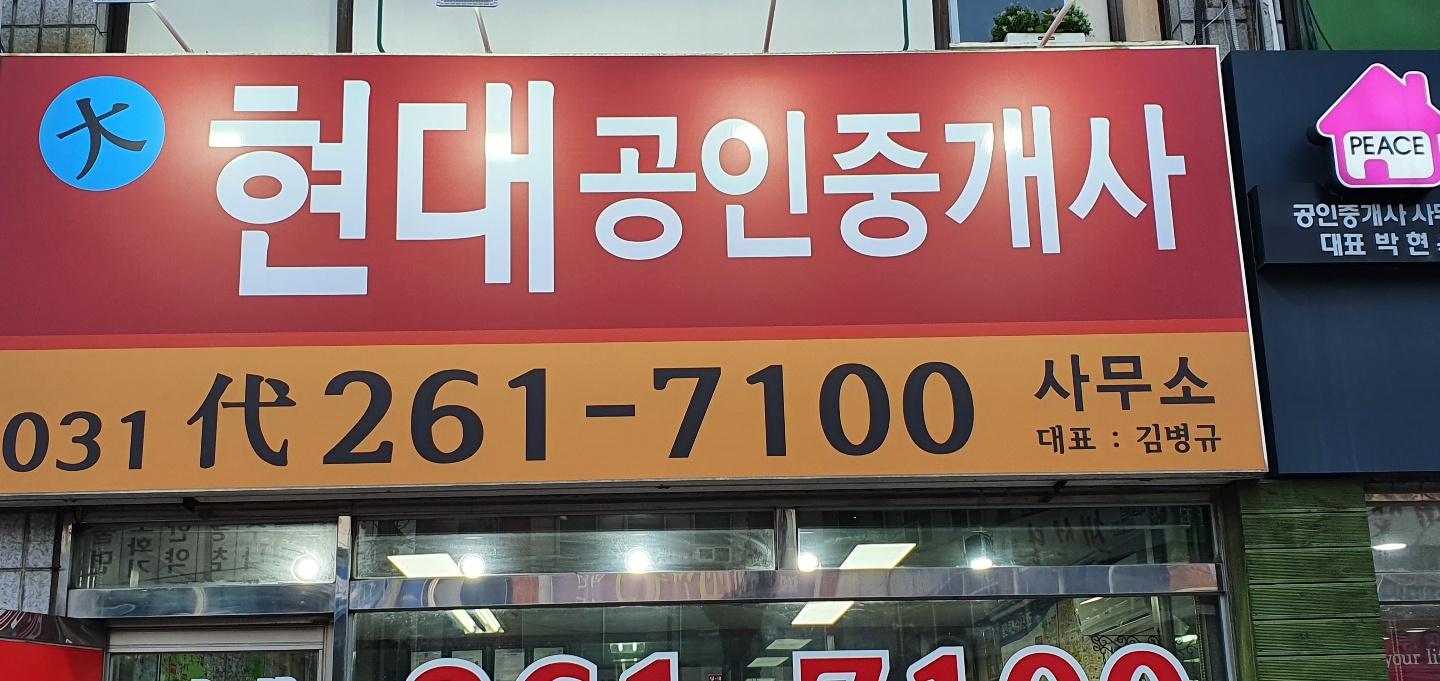 大 현대공인중개사
031 代 261-7100 사무소
대표 : 김병규
PEACE
공인중개사
대표 박 현